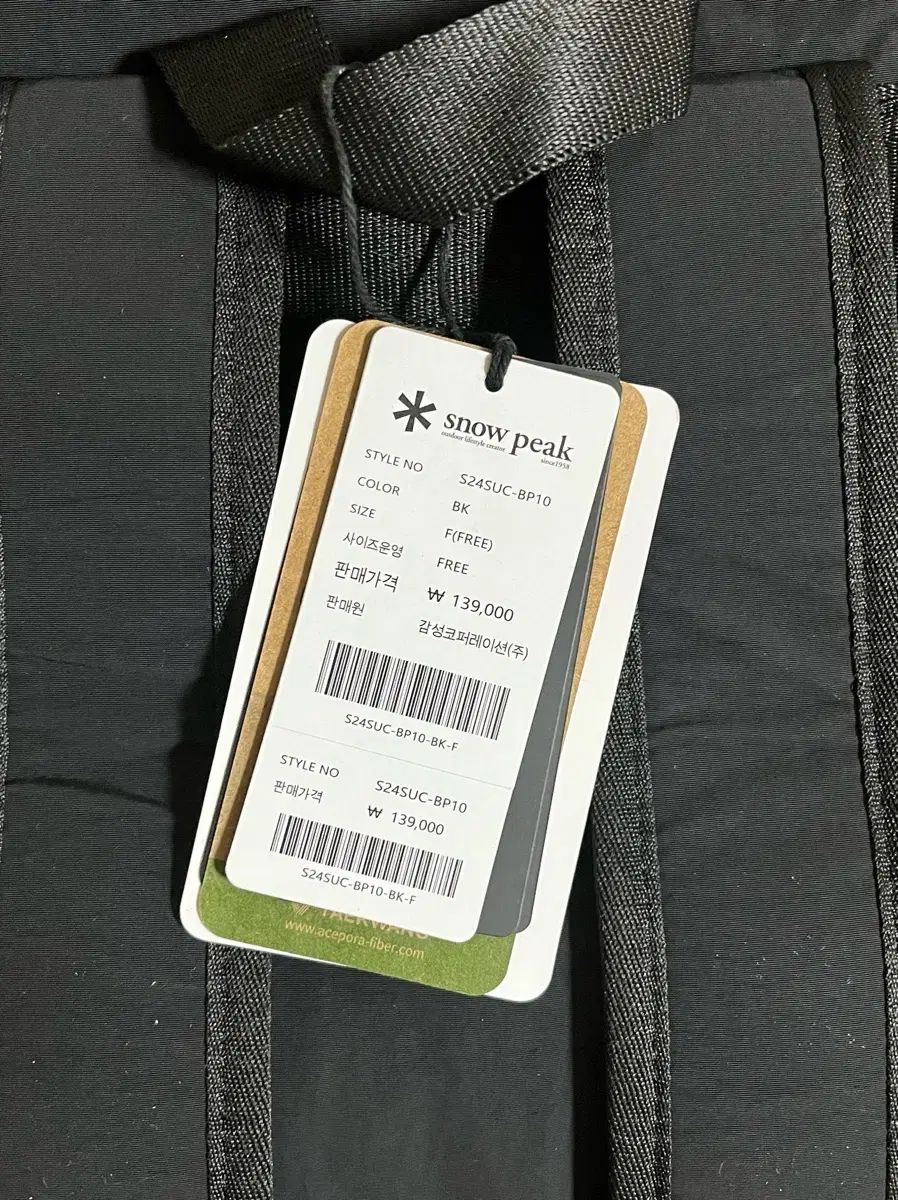 snow peak
outdoor lifestyle creator
since1958
STYLE NO S24SUC-BP10
COLOR BK
SIZE F(FREE)
사이즈운영 FREE
판매가격 ₩ 139,000
판매원 감성코퍼레이션(주)
S24SUC-BP10-BK-F
STYLE NO S24SUC-BP10
판매가격 ₩ 139,000
S24SUC-BP10-BK-F
www.acepora-fiber.com